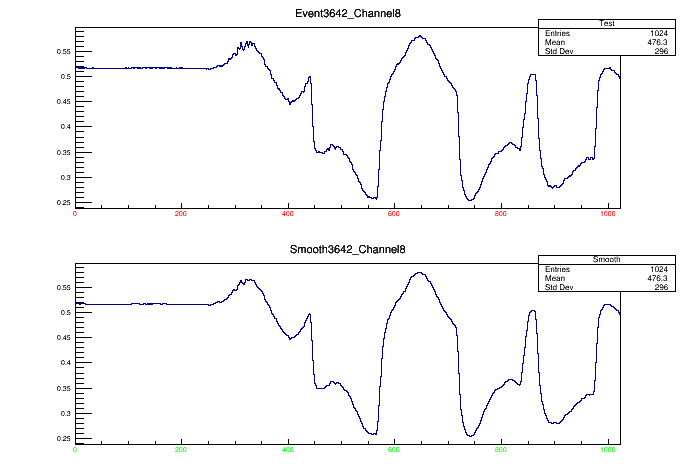 Event3642_Channel8
Test
Entries 1024
Mean 476.3
Std Dev 296
0.55
0.5
0.45
0.4
0.35
0.3
0.25
0 200 400 600 800 1000
Smooth3642_Channel8
Smooth
Entries 1024
Mean 476.3
Std Dev 296
0.55
0.5
0.45
0.4
0.35
0.3
0.25
0 200 400 600 800 1000